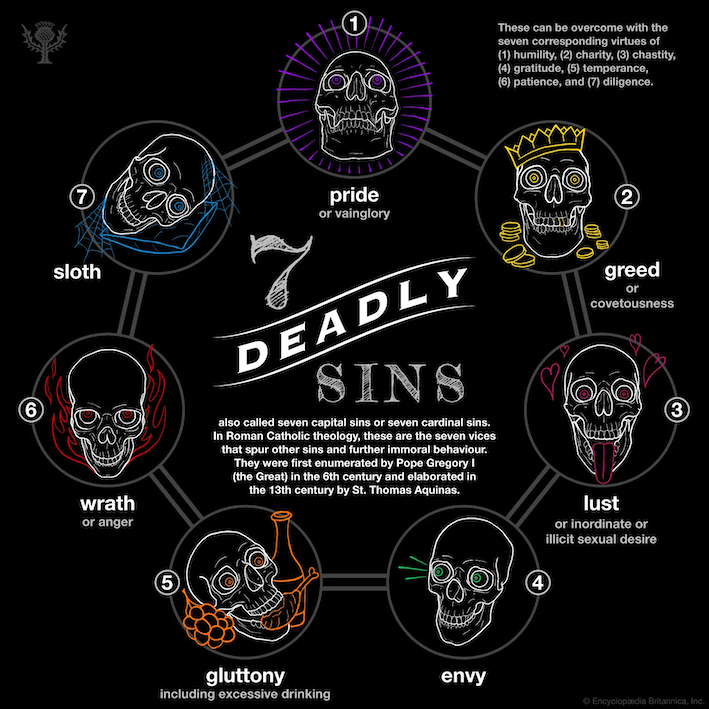 These can be overcome with the
seven corresponding virtues of
(1) humility, (2) charity, (3) chastity,
(4) gratitude, (5) temperance,
(6) patience, and (7) diligence.
1
pride
or vainglory
2
greed
or
covetousness
7
sloth
7
DEADLY
SINS
also called seven capital sins or seven cardinal sins.
In Roman Catholic theology, these are the seven vices
that spur other sins and further immoral behaviour.
They were first enumerated by Pope Gregory I
(the Great) in the 6th century and elaborated in
the 13th century by St. Thomas Aquinas.
3
lust
or inordinate or
illicit sexual desire
6
wrath
or anger
4
envy
5
gluttony
including excessive drinking
© Encyclopædia Britannica, Inc.